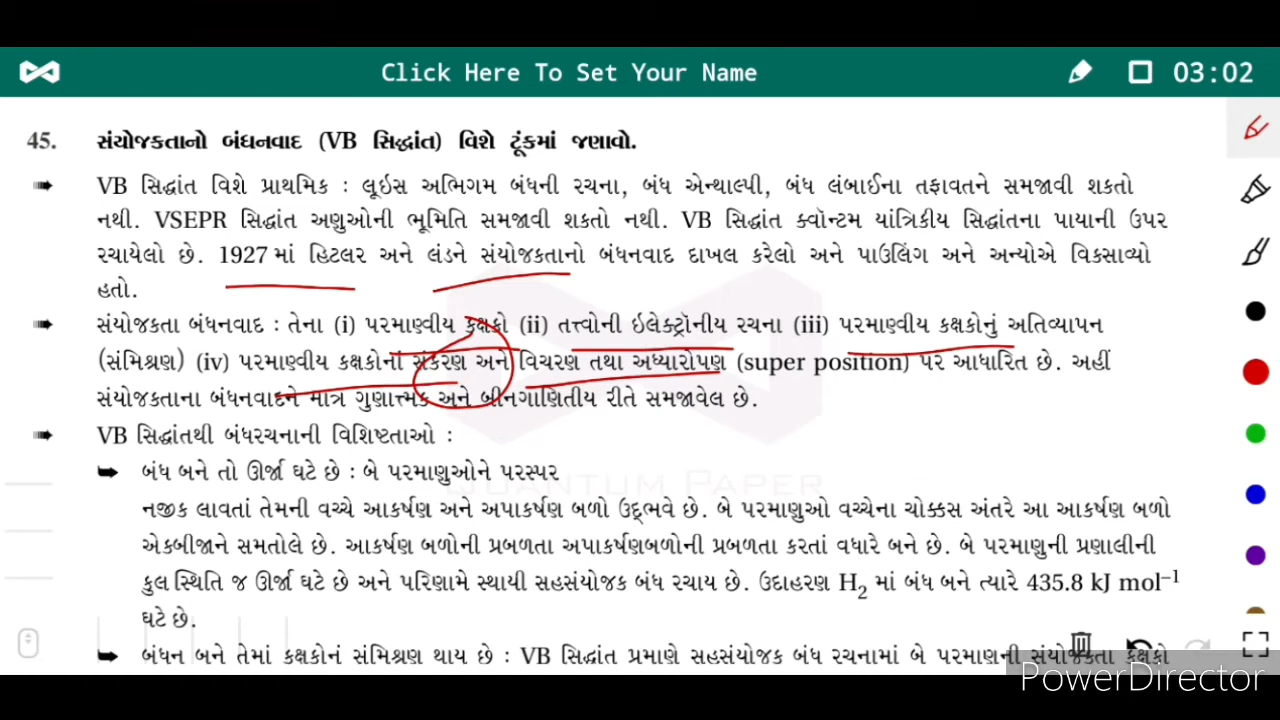 Click Here To Set Your Name
03:02
45. સંયોજકતાનો બંધનવાદ (VB સિદ્ધાંત) વિશે ટૂંકમાં જણાવો.
➠ VB સિદ્ધાંત વિશે પ્રાથમિક : લૂઇસ અભિગમ બંધની રચના, બંધ એન્થાલ્પી, બંધ લંબાઈના તફાવતને સમજાવી શકતો
નથી. VSEPR સિદ્ધાંત અણુઓની ભૂમિતિ સમજાવી શકતો નથી. VB સિદ્ધાંત ક્વૉન્ટમ યાંત્રિકીય સિદ્ધાંતના પાયાની ઉપર
રચાયેલો છે. 1927 માં હિટલર અને લંડને સંયોજકતાનો બંધનવાદ દાખલ કરેલો અને પાઉલિંગ અને અન્યોએ વિકસાવ્યો
હતો.
➠ સંયોજકતા બંધનવાદ : તેના (i) પરમાણ્વીય કક્ષકો (ii) તત્ત્વોની ઇલેક્ટ્રૉનીય રચના (iii) પરમાણ્વીય કક્ષકોનું અતિવ્યાપન
(સંમિશ્રણ) (iv) પરમાણ્વીય કક્ષકોના સંકરણ અને વિચરણ તથા અધ્યારોપણ (super position) પર આધારિત છે. અહીં
સંયોજકતાના બંધનવાદને માત્ર ગુણાત્મક અને બીનગાણિતીય રીતે સમજાવેલ છે.
➠ VB સિદ્ધાંતથી બંધરચનાની વિશિષ્ટતાઓ :
➥ બંધ બને તો ઊર્જા ઘટે છે : બે પરમાણુઓને પરસ્પર
QUANTUM PAPER
નજીક લાવતાં તેમની વચ્ચે આકર્ષણ અને અપાકર્ષણ બળો ઉદ્‌ભવે છે. બે પરમાણુઓ વચ્ચેના ચોક્કસ અંતરે આ આકર્ષણ બળો
એકબીજાને સમતોલે છે. આકર્ષણ બળોની પ્રબળતા અપાકર્ષણબળોની પ્રબળતા કરતાં વધારે બને છે. બે પરમાણુની પ્રણાલીની
કુલ સ્થિતિ જ ઊર્જા ઘટે છે અને પરિણામે સ્થાયી સહસંયોજક બંધ રચાય છે. ઉદાહરણ H₂ માં બંધ બને ત્યારે 435.8 kJ mol⁻¹
ઘટે છે.
➥ બંધન બને તેમાં કક્ષકોનું સંમિશ્રણ થાય છે : VB સિદ્ધાંત પ્રમાણે સહસંયોજક બંધ રચનામાં બે પરમાણુની સંયોજકતા કક્ષકો
PowerDirector